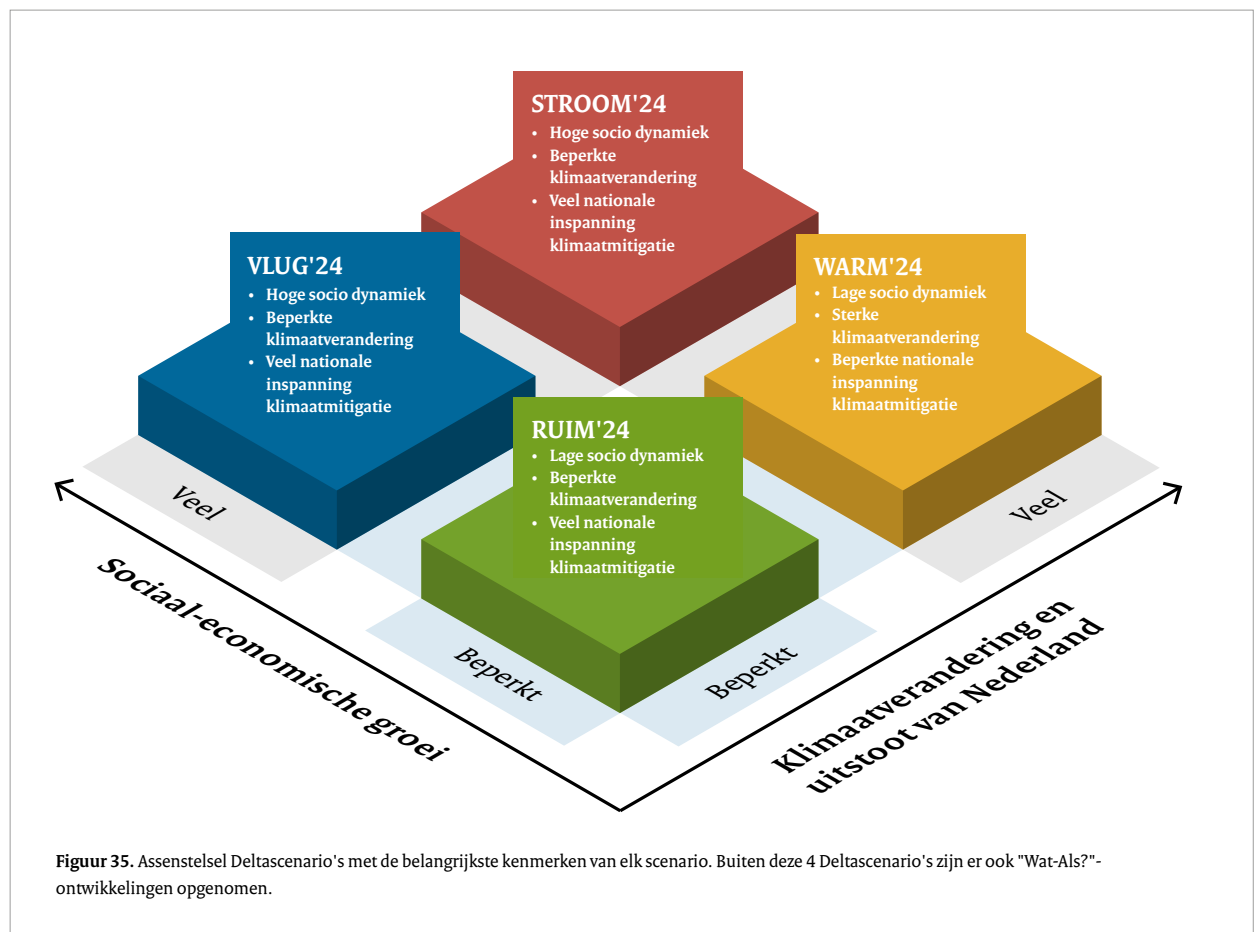 STROOM'24
• Hoge socio dynamiek
• Beperkte
klimaatverandering
• Veel nationale
inspanning
klimaatmitigatie
VLUG'24
• Hoge socio dynamiek
• Beperkte
klimaatverandering
• Veel nationale
inspanning
klimaatmitigatie
WARM'24
• Lage socio dynamiek
• Sterke
klimaatverandering
• Beperkte nationale
inspanning
klimaatmitigatie
RUIM'24
• Lage socio dynamiek
• Beperkte
klimaatverandering
• Veel nationale
inspanning
klimaatmitigatie
Veel
Veel
Beperkt
Beperkt
Sociaal-economische groei
Klimaatverandering en
uitstoot van Nederland
Figuur 35. Assenstelsel Deltascenario's met de belangrijkste kenmerken van elk scenario. Buiten deze 4 Deltascenario's zijn er ook "Wat-Als?"-
ontwikkelingen opgenomen.